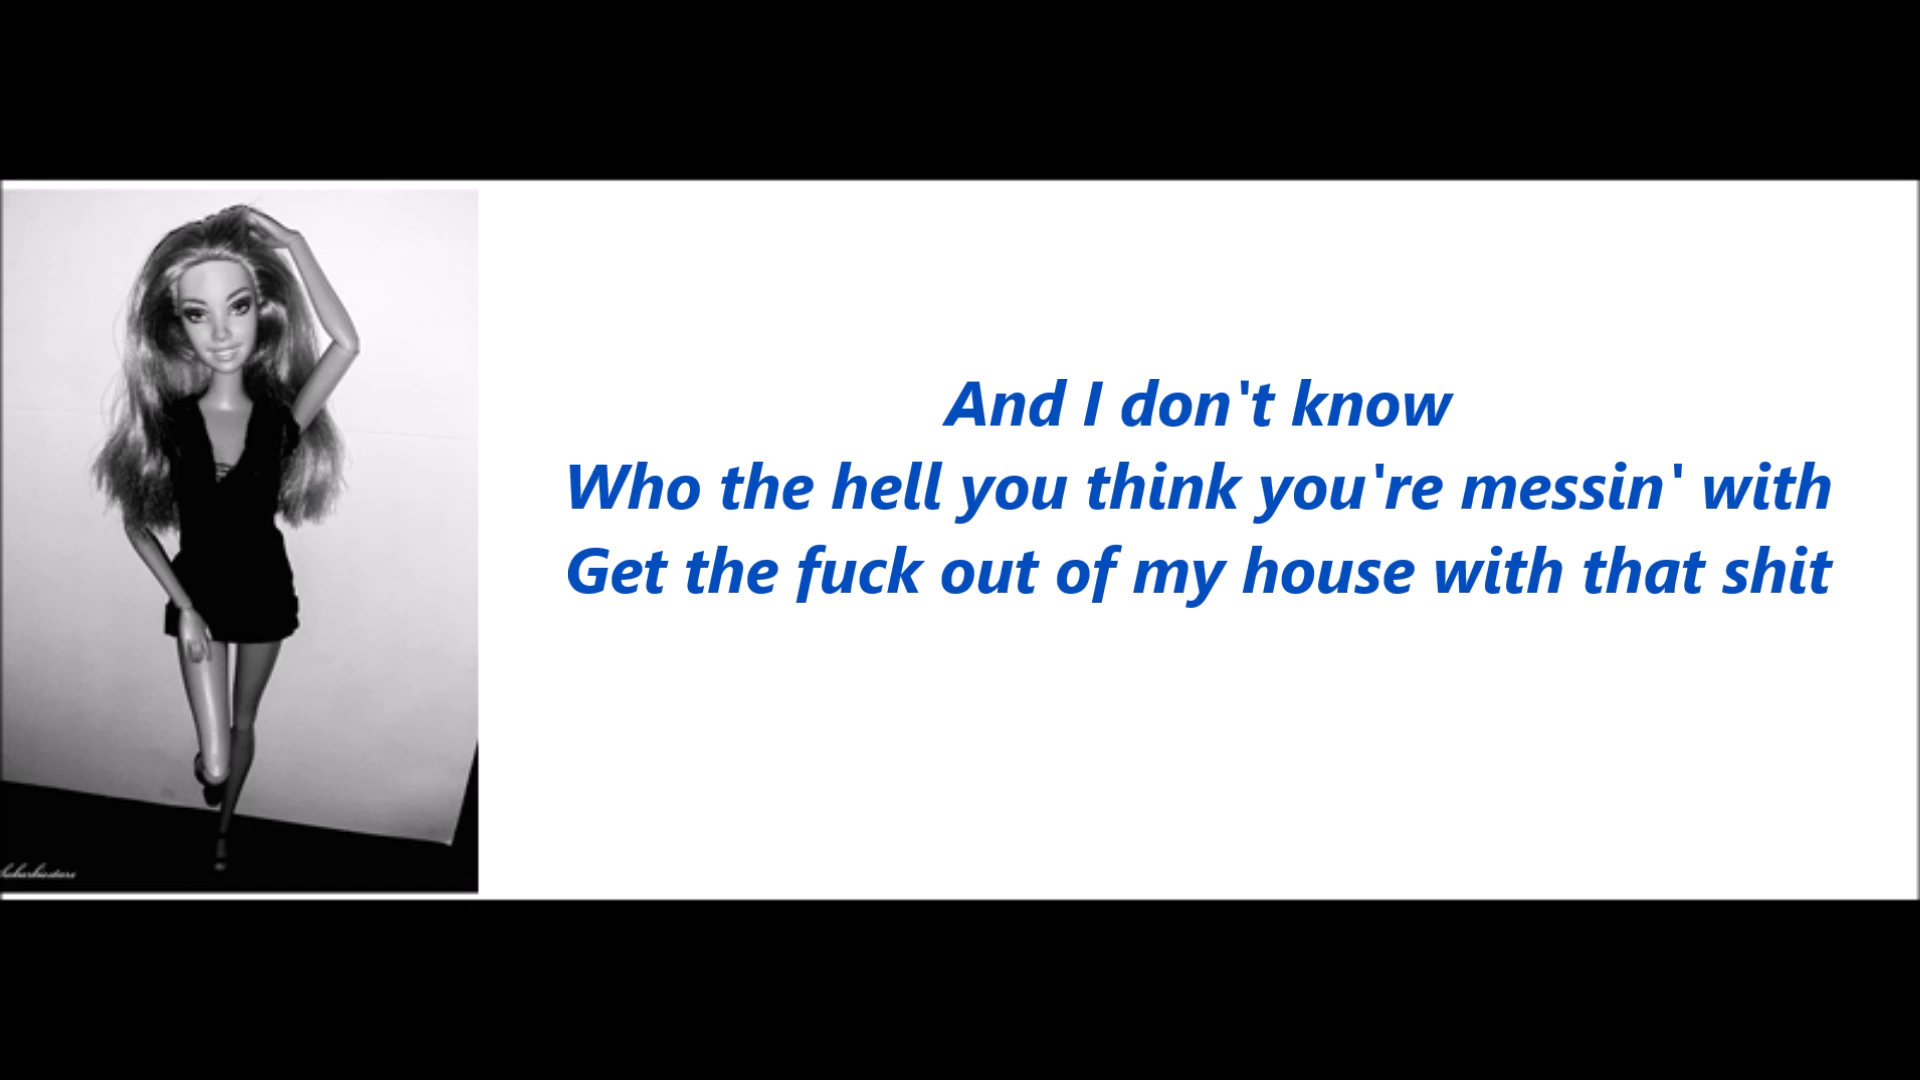 And I don't know
Who the hell you think you're messin' with
Get the fuck out of my house with that shit